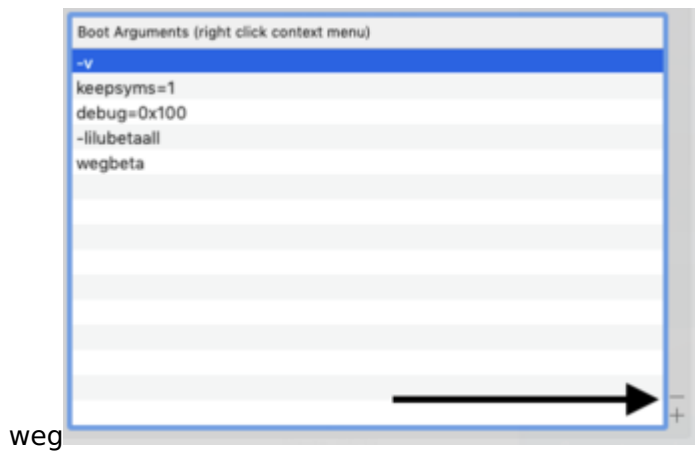 Boot Arguments (right click context menu)
-v
keepsyms=1
debug=0x100
-lilubetaall
wegbeta
weg